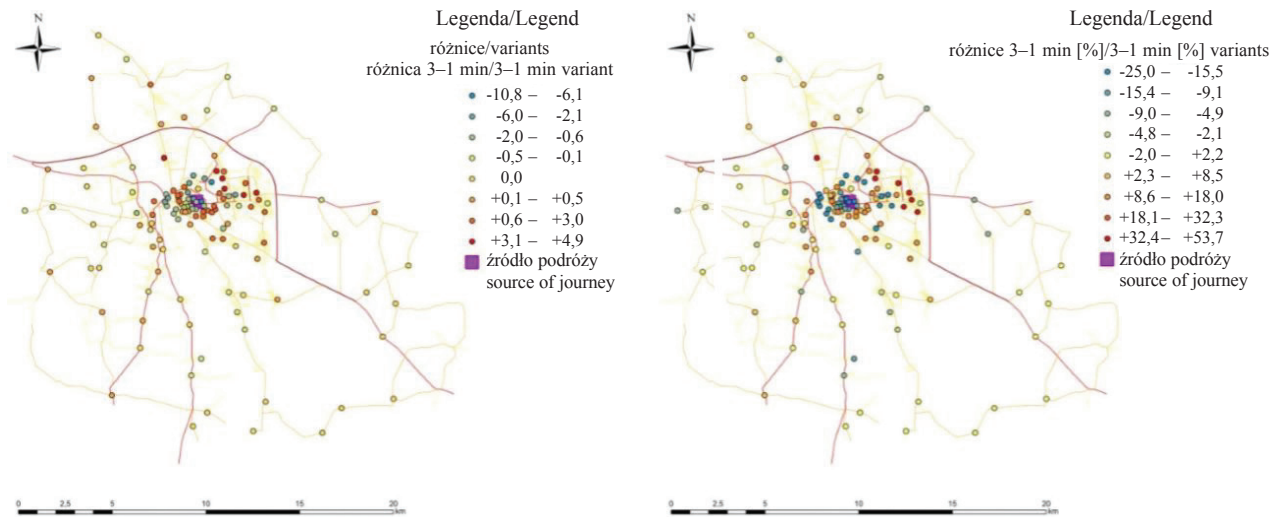 N
Legenda/Legend
różnice/variants
różnica 3–1 min/3–1 min variant
-10,8 – -6,1
-6,0 – -2,1
-2,0 – -0,6
-0,5 – -0,1
0,0
+0,1 – +0,5
+0,6 – +3,0
+3,1 – +4,9
źródło podróży
source of journey
0 2,5 5 10 15 20
km
N
Legenda/Legend
różnice 3–1 min [%]/3–1 min [%] variants
-25,0 – -15,5
-15,4 – -9,1
-9,0 – -4,9
-4,8 – -2,1
-2,0 – +2,2
+2,3 – +8,5
+8,6 – +18,0
+18,1 – +32,3
+32,4 – +53,7
źródło podróży
source of journey
0 2,5 5 10 15 20
km